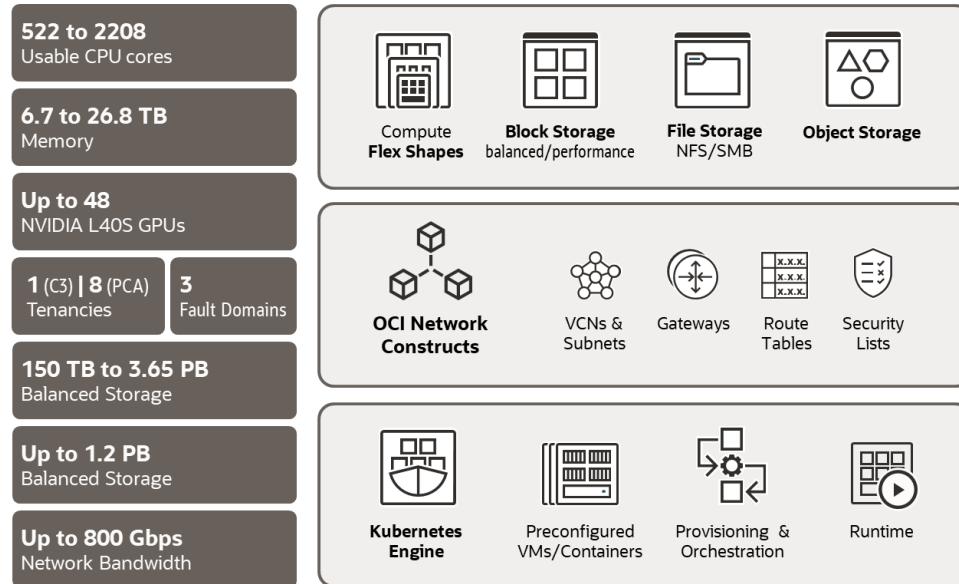 522 to 2208
Usable CPU cores
6.7 to 26.8 TB
Memory
Up to 48
NVIDIA L40S GPUs
1 (C3) | 8 (PCA)
Tenancies
3
Fault Domains
150 TB to 3.65 PB
Balanced Storage
Up to 1.2 PB
Balanced Storage
Up to 800 Gbps
Network Bandwidth
Compute
Flex Shapes
Block Storage
balanced/performance
File Storage
NFS/SMB
Object Storage
OCI Network
Constructs
VCNs &
Subnets
Gateways
x.x.x.
x.x.x.
x.x.x.
Route
Tables
Security
Lists
Kubernetes
Engine
Preconfigured
VMs/Containers
Provisioning &
Orchestration
Runtime